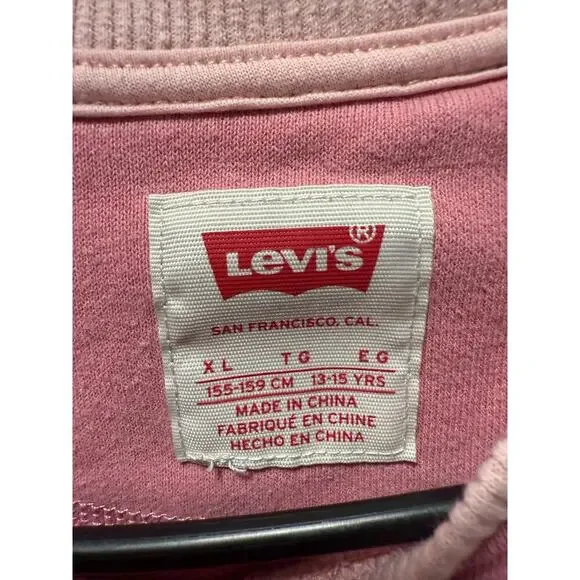 LEVI'S ®
SAN FRANCISCO, CAL.
XL TG EG
155-159 CM 13-15 YRS
MADE IN CHINA
FABRIQUÉ EN CHINE
HECHO EN CHINA